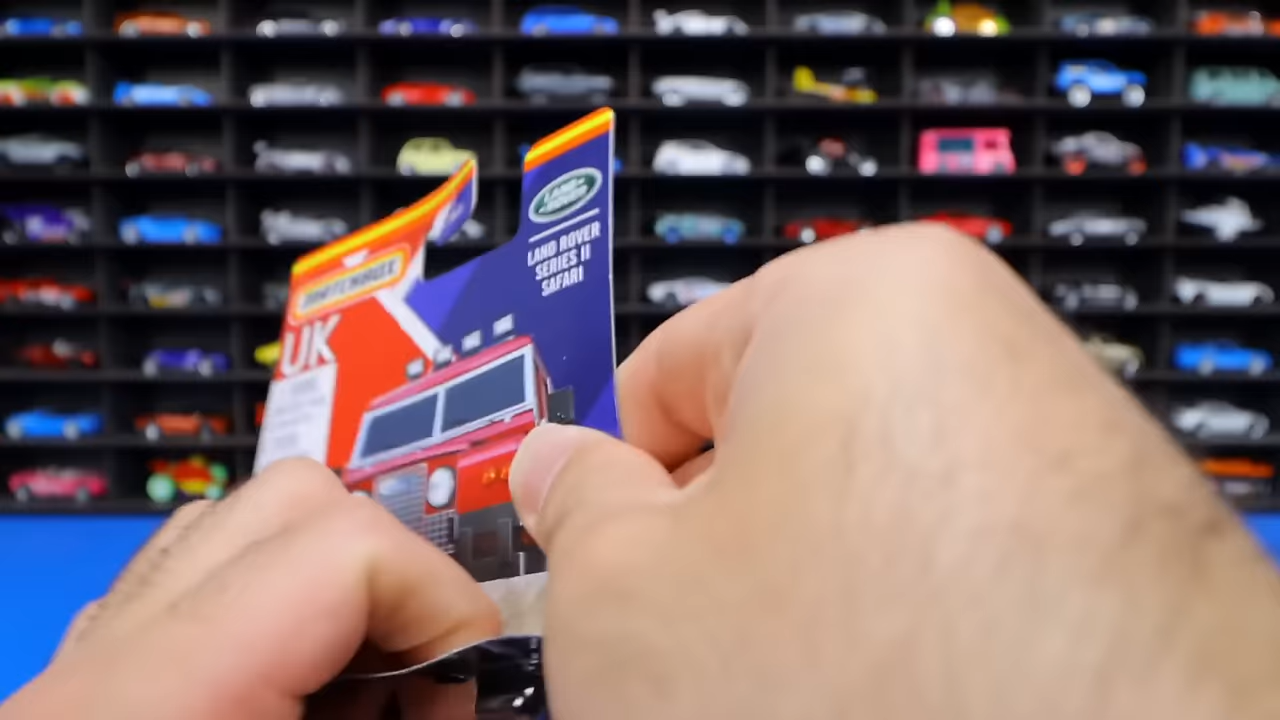 MATCHBOX
UK
LAND-
ROVER
LAND ROVER
SERIES II
SAFARI